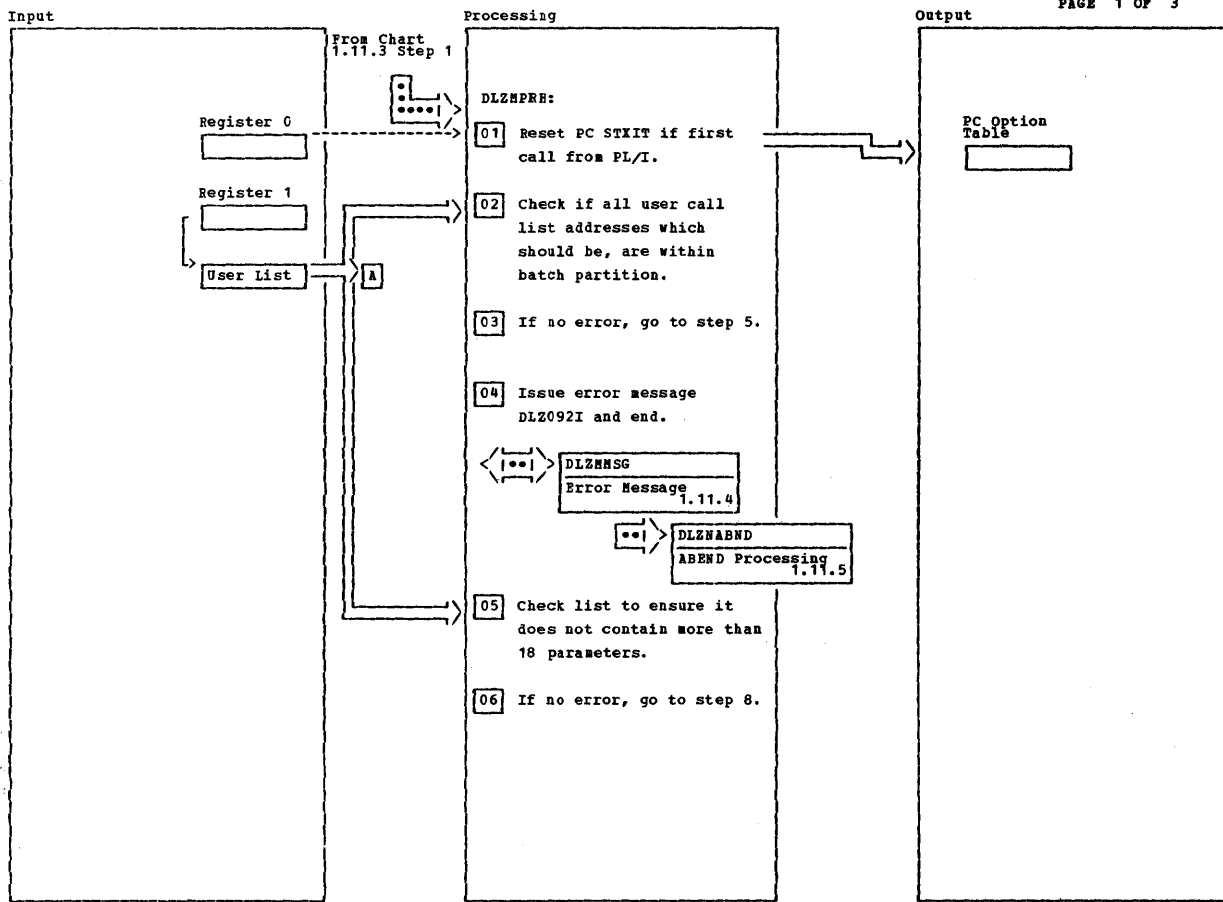 PAGE 1 OF 3
Input
Processing
Output
From Chart
1.11.3 Step 1
DLZMPRH:
Register 0
01 Reset PC STXIT if first
call from PL/I.
PC Option
Table
Register 1
02 Check if all user call
list addresses which
should be, are within
batch partition.
User List
A
03 If no error, go to step 5.
04 Issue error message
DLZ092I and end.
DLZMMSG
Error Message
1.11.4
DLZMABND
ABEND Processing
1.11.5
05 Check list to ensure it
does not contain more than
18 parameters.
06 If no error, go to step 8.